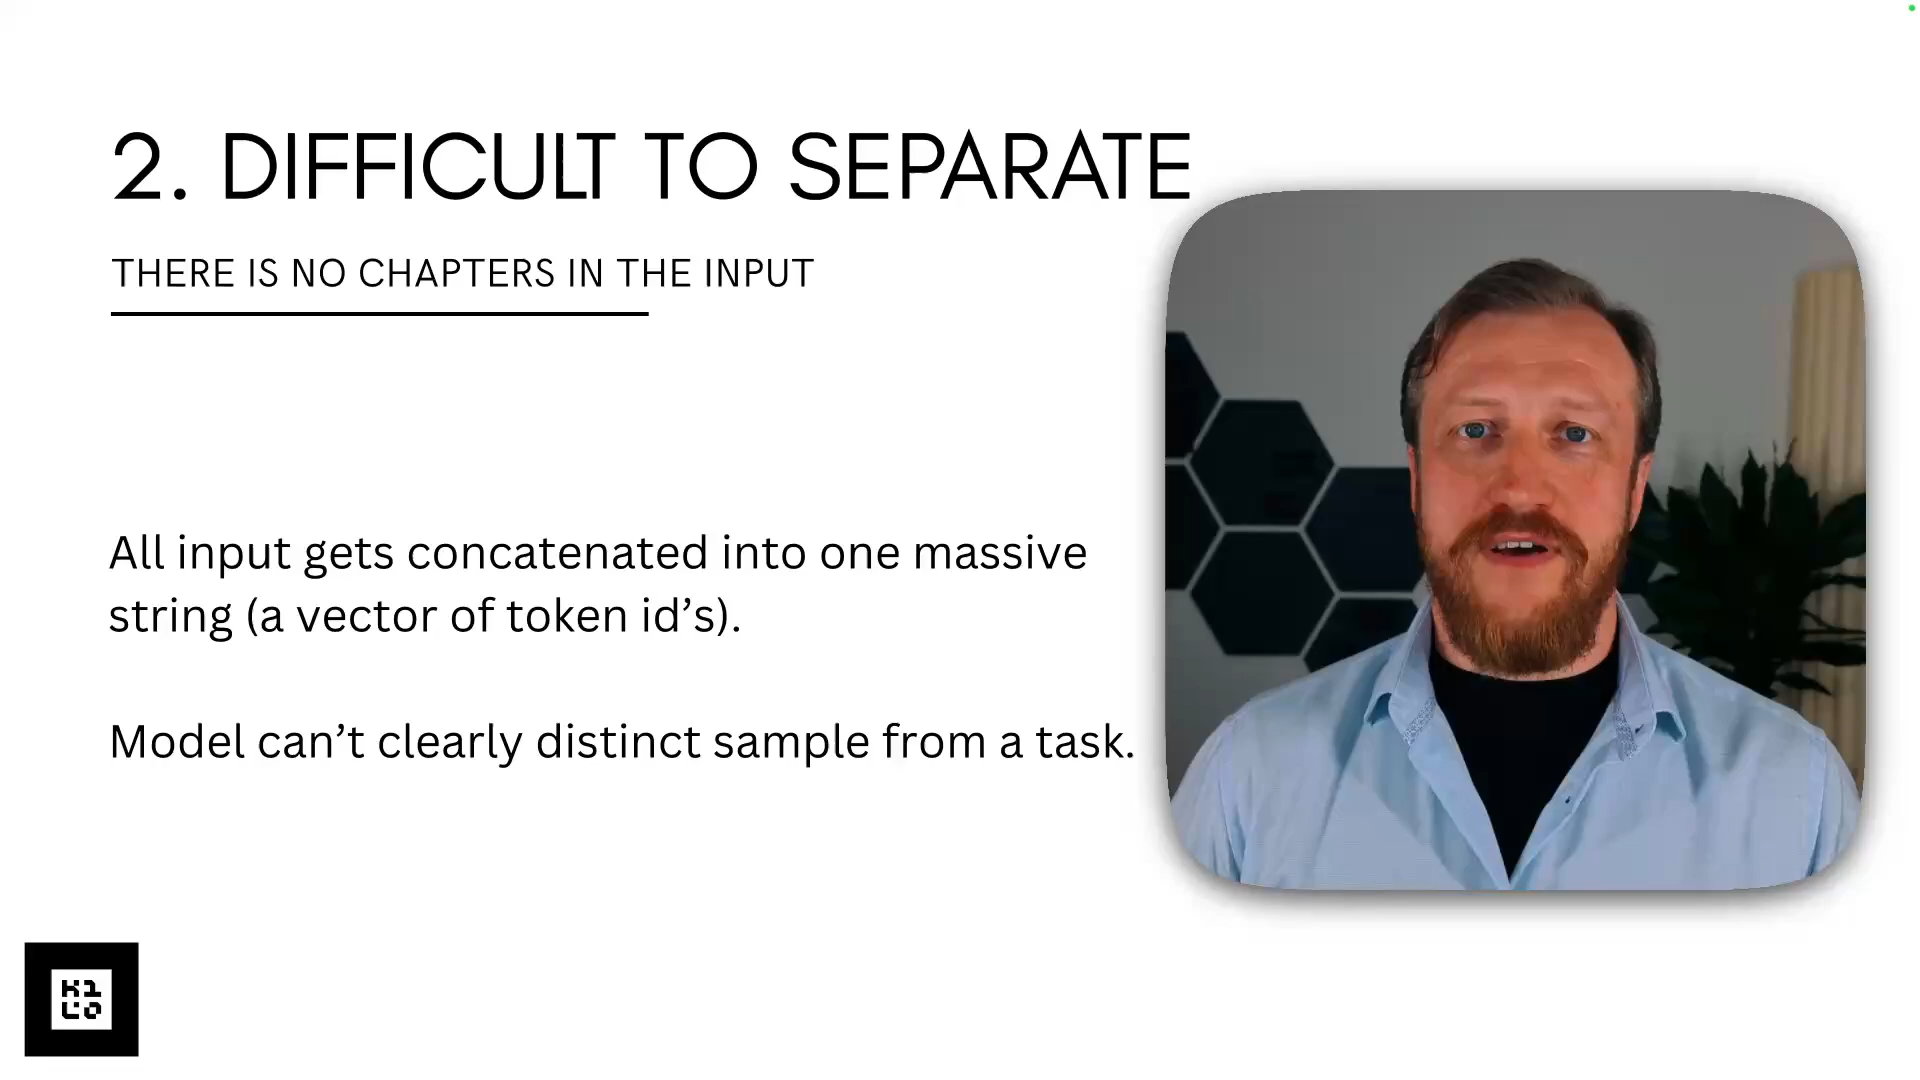 2. DIFFICULT TO SEPARATE
THERE IS NO CHAPTERS IN THE INPUT
All input gets concatenated into one massive
string (a vector of token id’s).
Model can’t clearly distinct sample from a task.